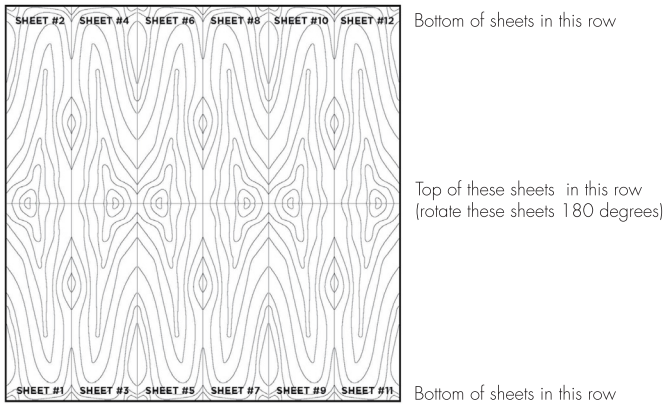 SHEET #2 SHEET #4 SHEET #6 SHEET #8 SHEET #10 SHEET #12
Bottom of sheets in this row
Top of these sheets in this row
(rotate these sheets 180 degrees)
SHEET #1 SHEET #3 SHEET #5 SHEET #7 SHEET #9 SHEET #11
Bottom of sheets in this row